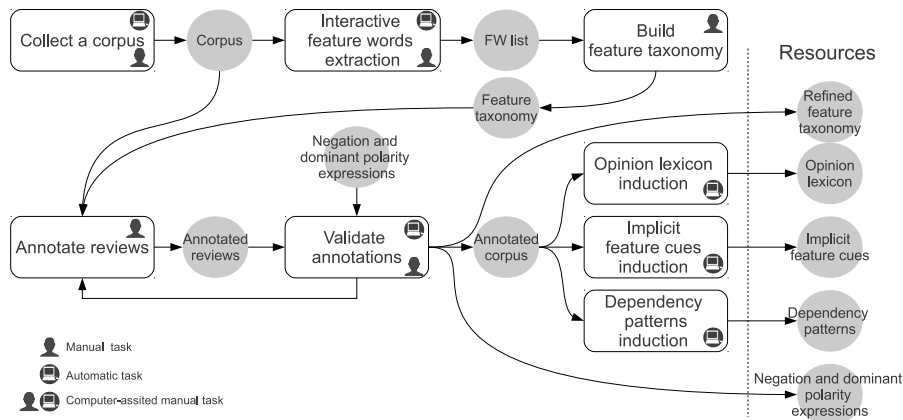 Collect a corpus
Corpus
Interactive
feature words
extraction
FW list
Build
feature taxonomy
Resources
Feature
taxonomy
Refined
feature
taxonomy
Negation and
dominant polarity
expressions
Opinion lexicon
induction
Opinion
lexicon
Annotate reviews
Annotated
reviews
Validate
annotations
Annotated
corpus
Implicit
feature cues
induction
Implicit
feature cues
Dependency
patterns
induction
Dependency
patterns
Manual task
Automatic task
Computer-assited manual task
Negation and dominant
polarity
expressions